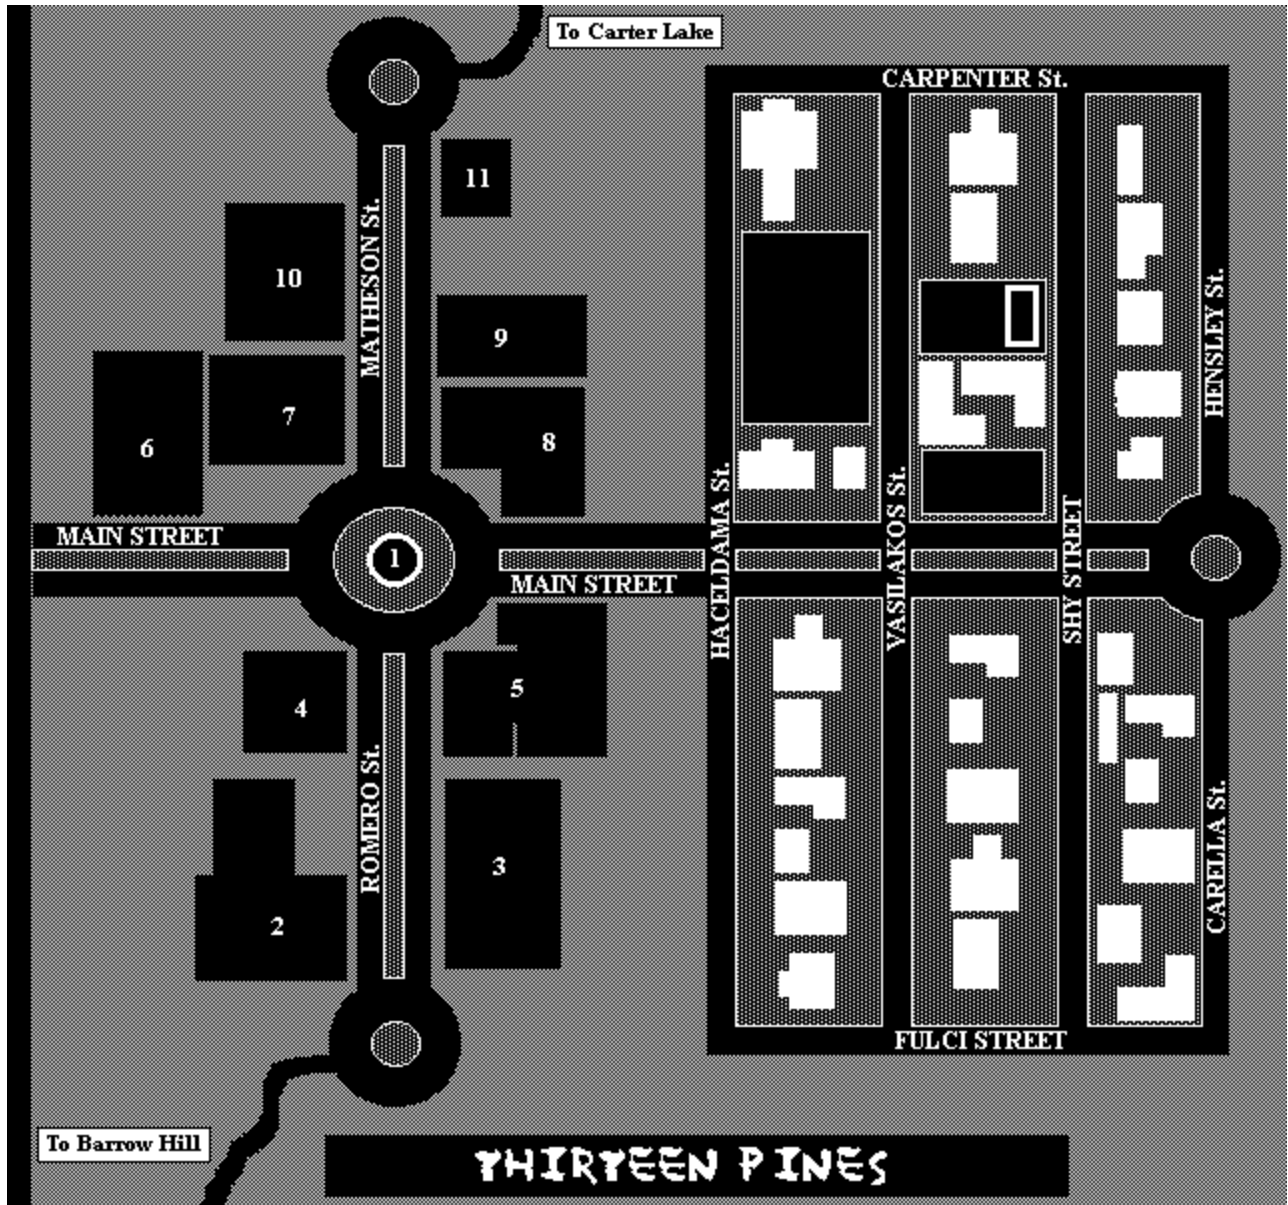 To Carter Lake
CARPENTER St.
11
MATHESON St.
10
HENSLEY St.
9
7
8
6
HACELDAMA St.
VASILAKOS St.
SHY STREET
MAIN STREET
1
MAIN STREET
5
4
ROMERO St.
3
CARELLA St.
2
FULCI STREET
To Barrow Hill
THIRTEEN PINES